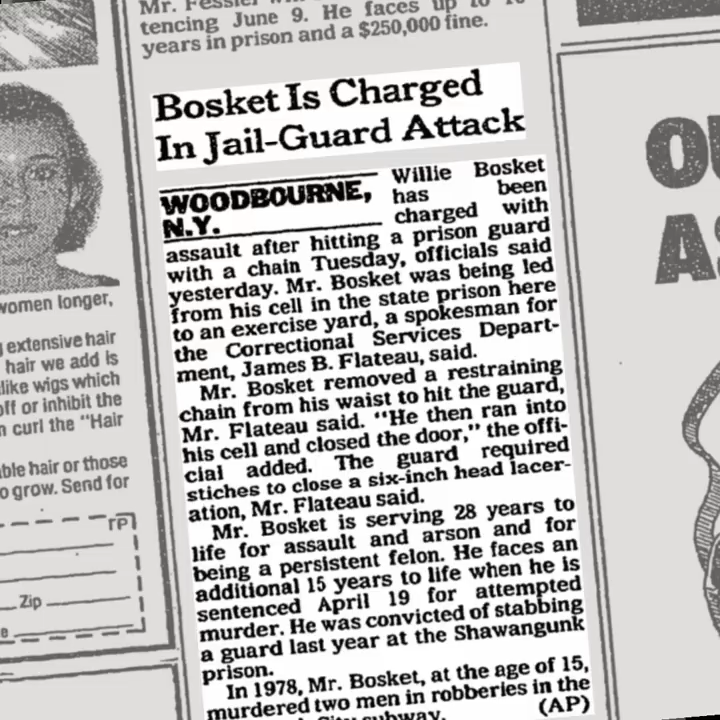 Mr. Fessler
tencing June 9. He faces up to 10
years in prison and a $250,000 fine.
Bosket Is Charged
In Jail-Guard Attack
WOODBOURNE,
N.Y.
Willie Bosket
has been
charged with
assault after hitting a prison guard
with a chain Tuesday, officials said
yesterday. Mr. Bosket was being led
from his cell in the state prison here
to an exercise yard, a spokesman for
the Correctional Services Depart-
ment, James B. Flateau, said.
Mr. Bosket removed a restraining
chain from his waist to hit the guard,
Mr. Flateau said. “He then ran into
his cell and closed the door,” the offi-
cial added. The guard required
stiches to close a six-inch head lacer-
ation, Mr. Flateau said.
Mr. Bosket is serving 28 years to
life for assault and arson and for
being a persistent felon. He faces an
additional 15 years to life when he is
sentenced April 19 for attempted
murder. He was convicted of stabbing
a guard last year at the Shawangunk
prison.
In 1978, Mr. Bosket, at the age of 15,
murdered two men in robberies in the
City subway. (AP)
women longer,
extensive hair
hair we add is
like wigs which
off or inhibit the
curl the “Hair
able hair or those
o grow. Send for
TP
Zip
OU
AS